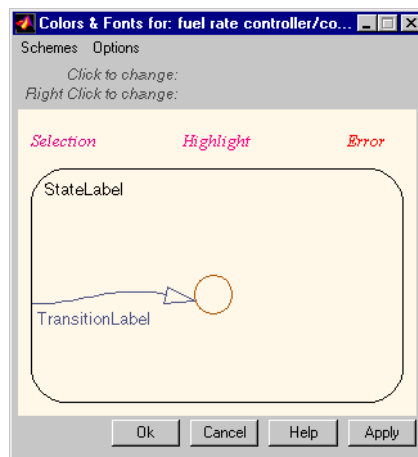 Colors & Fonts for: fuel rate controller/co...
Schemes Options
Click to change:
Right Click to change:
Selection Highlight Error
StateLabel
TransitionLabel
Ok Cancel Help Apply